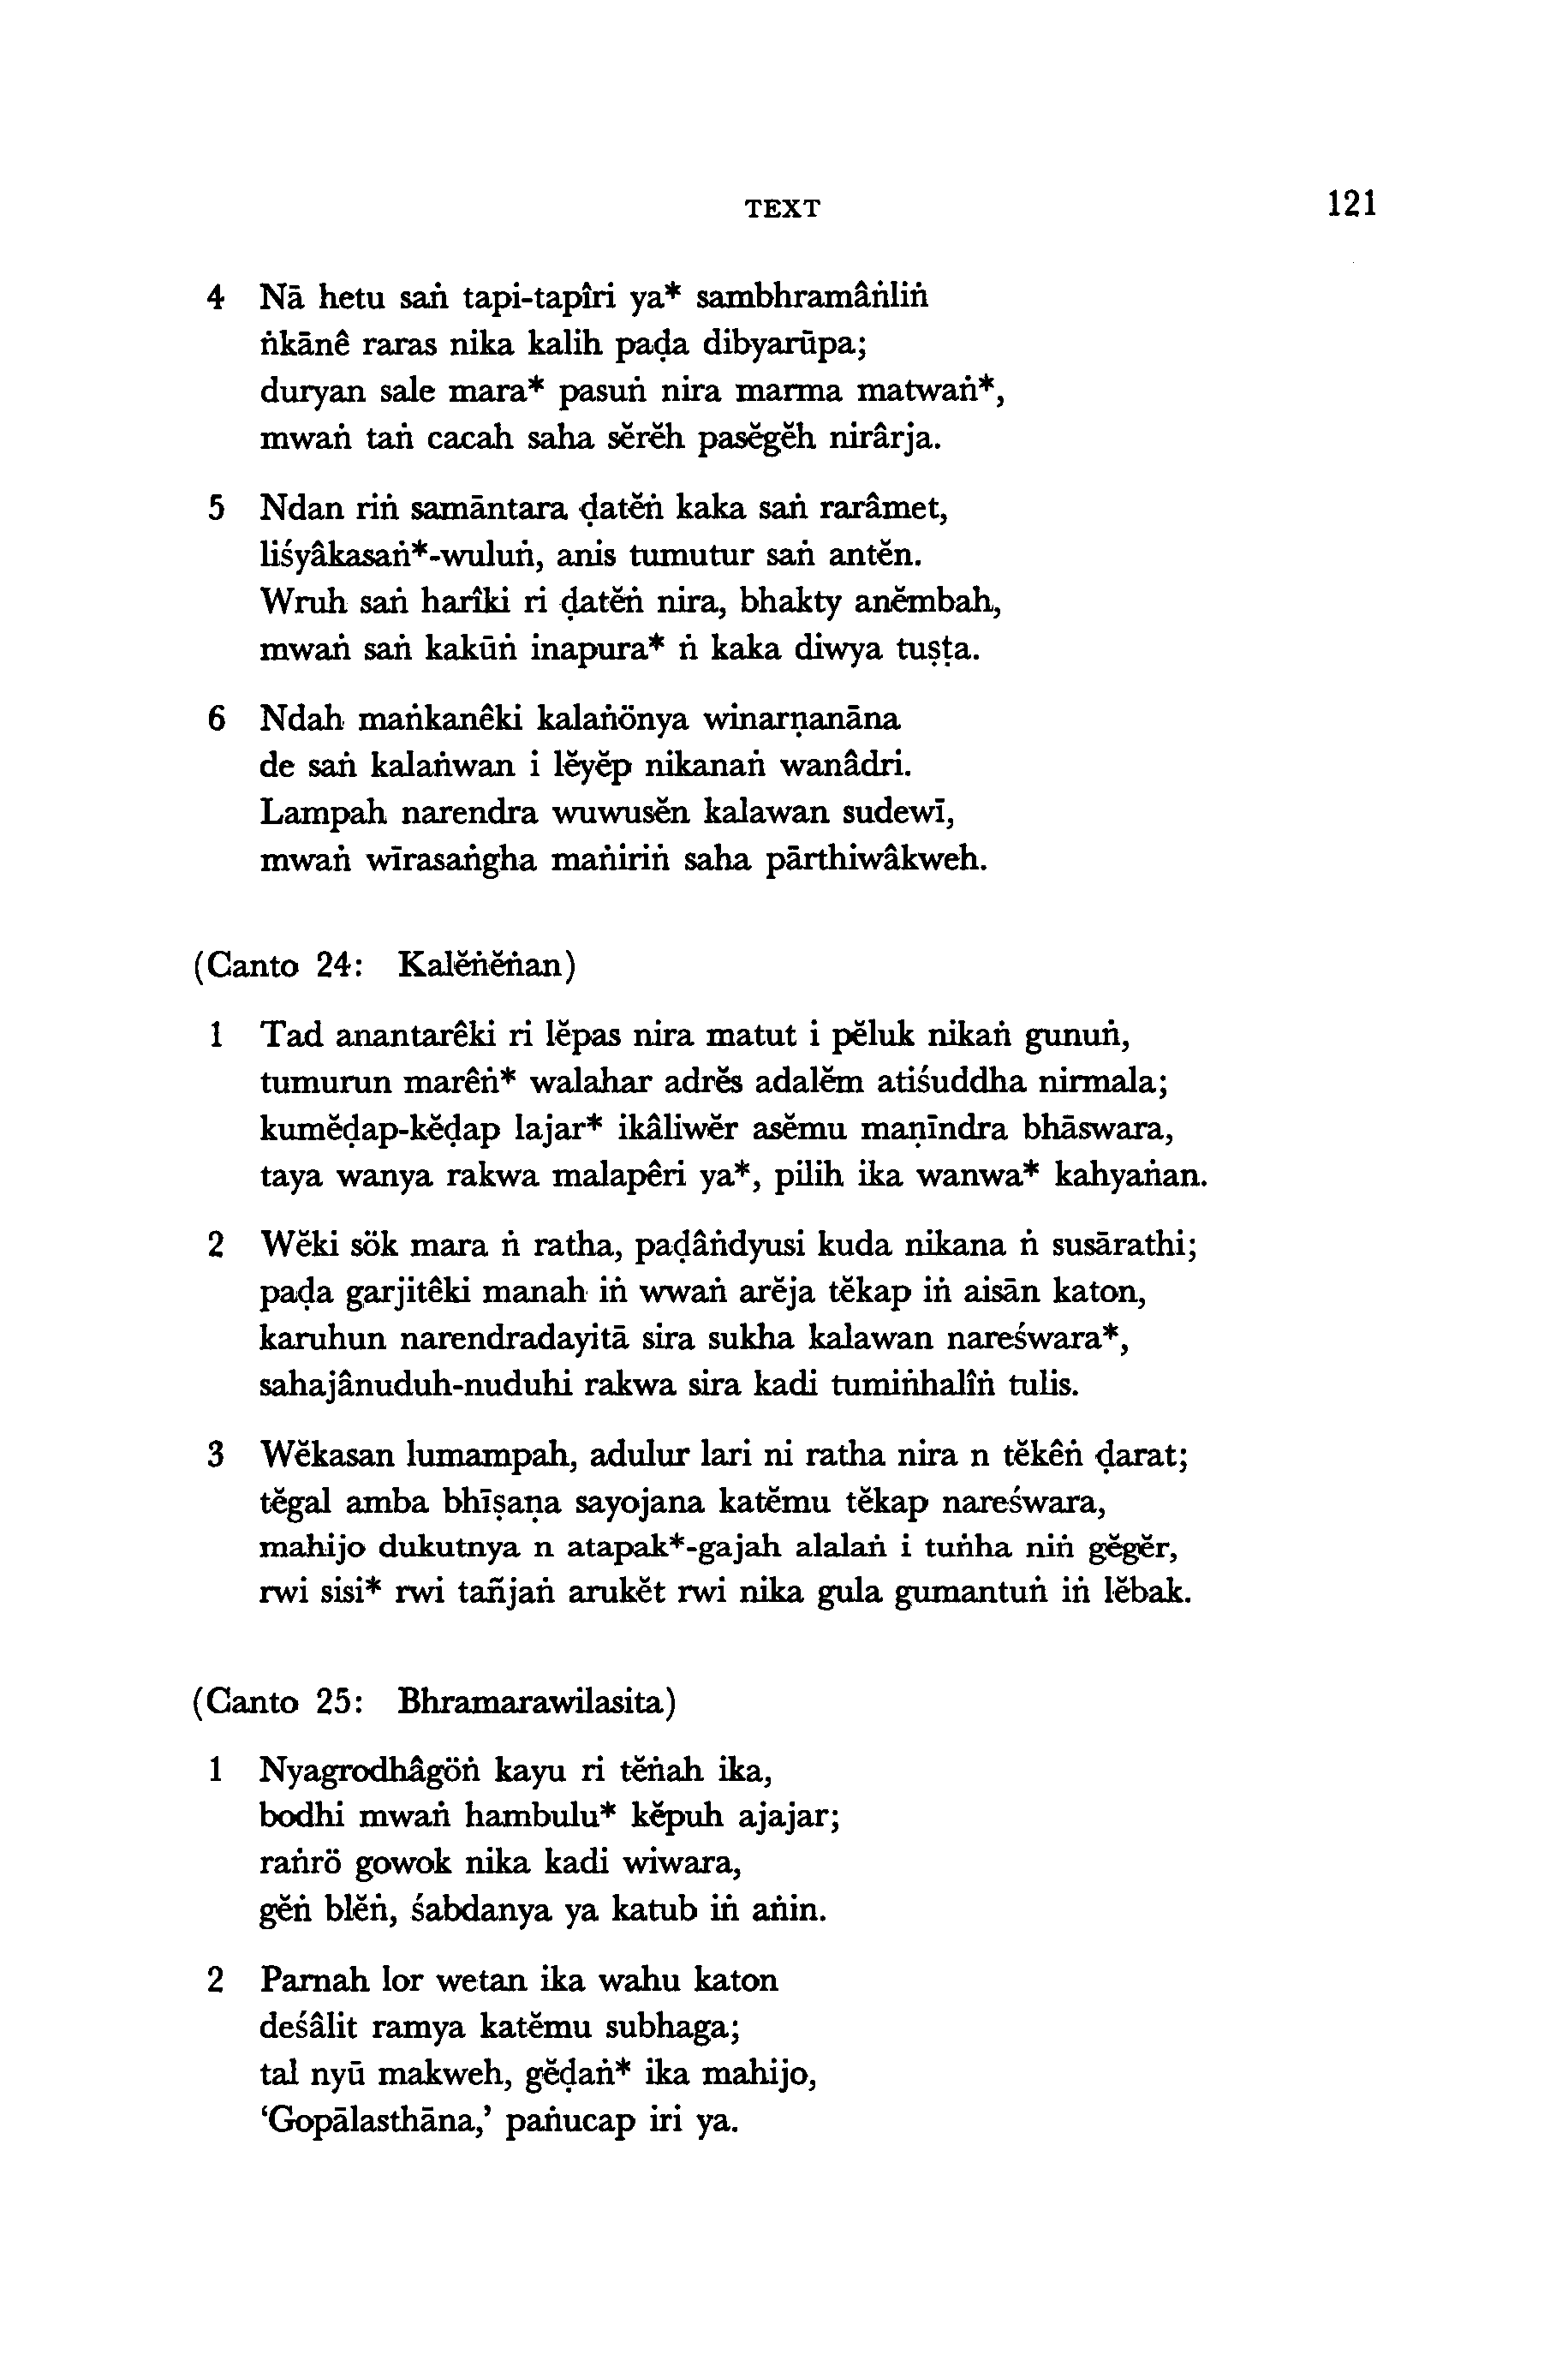 TEXT 121
4 Nā hetu saṅ tapi-tapîri ya* sambhramâṅliṅ
ṅkānê raras nika kalih paḍa dibyarūpa;
duryan sale mara* pasuṅ nira marma matwaṅ*,
mwaṅ taṅ cacah saha sĕrĕh pasĕgĕh nirârja.
5 Ndan riṅ samāntara ḍatĕṅ kaka saṅ rarâmet,
liśyâkasaṅ*-wuluṅ, anis tumutur saṅ antĕn.
Wruh saṅ harîki ri ḍatĕṅ nira, bhakty anĕmbah,
mwaṅ saṅ kakūṅ inapura* ṅ kaka diwya tuṣṭa.
6 Ndah maṅkanêki kalaṅönya winarṇanāna
de saṅ kalaṅwan i lĕyĕp nikanaṅ wanâdri.
Lampah narendra wuwusĕn kalawan sudewī,
mwaṅ wīrasaṅgha maṅiriṅ saha pārthiwâkweh.
(Canto 24: Kalĕṅĕṅan)
1 Tad anantarêki ri lĕpas nira matut i pĕluk nikaṅ gunuṅ,
tumurun marêṅ* walahar adrĕs adalĕm atiśuddha nirmala;
kumĕḍap-kĕḍap lajar* ikâliwĕr asĕmu maṇīndra bhāswara,
taya wanya rakwa malapêri ya*, pilih ika wanwa* kahyaṅan.
2 Wĕki sök mara ṅ ratha, paḍâṅdyusi kuda nikana ṅ susārathi;
paḍa garjitêki manah iṅ wwaṅ arĕja tĕkap iṅ aisān katon,
karuhun narendradayitā sira sukha kalawan nareśwara*,
sahajânuduh-nuduhi rakwa sira kadi tumiṅhalîṅ tulis.
3 Wĕkasan lumampah, adulur lari ni ratha nira n tĕkêṅ ḍarat;
tĕgal amba bhīṣaṇa sayojana katĕmu tĕkap nareśwara,
mahijo dukutnya n atapak*-gajah alalaṅ i tuṅha niṅ gĕgĕr,
rwi sisi* rwi tañjaṅ arukĕt rwi nika gula gumantuṅ iṅ lĕbak.
(Canto 25: Bhramarawilasita)
1 Nyagrodhâgöṅ kayu ri tĕṅah ika,
bodhi mwaṅ hambulu* kĕpuh ajajar;
raṅrö gowok nika kadi wiwara,
gĕṅ blĕṅ, śabdanya ya katub iṅ aṅin.
2 Parnah lor wetan ika wahu katon
deśâlit ramya katĕmu subhaga;
tal nyū makweh, gĕḍaṅ* ika mahijo,
‘Gopālasthāna,’ paṅucap iri ya.